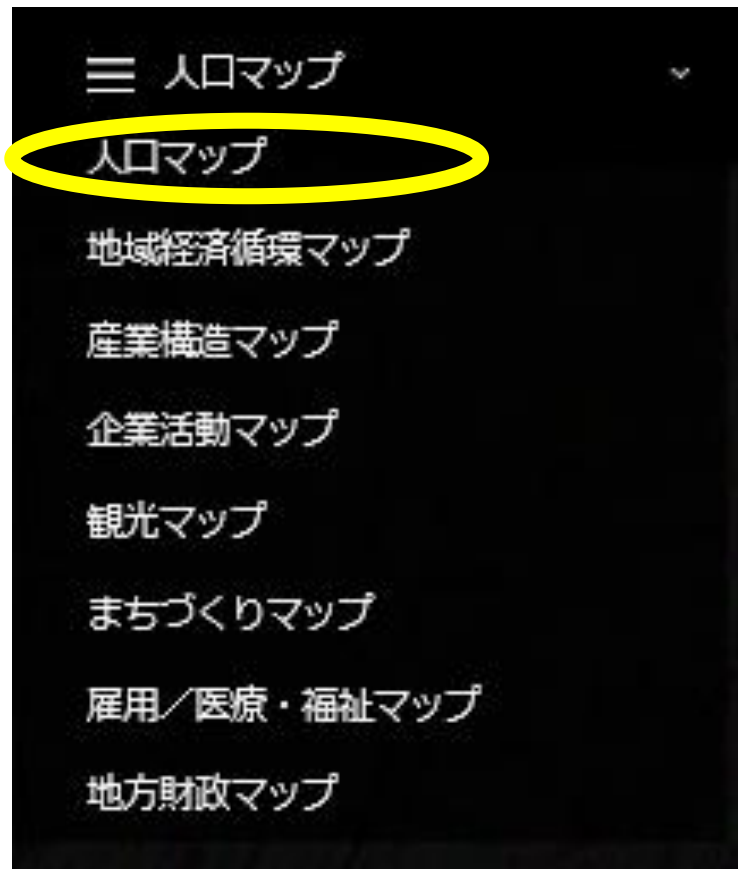 人口マップ
人口マップ
地域経済循環マップ
産業構造マップ
企業活動マップ
観光マップ
まちづくりマップ
雇用／医療・福祉マップ
地方財政マップ